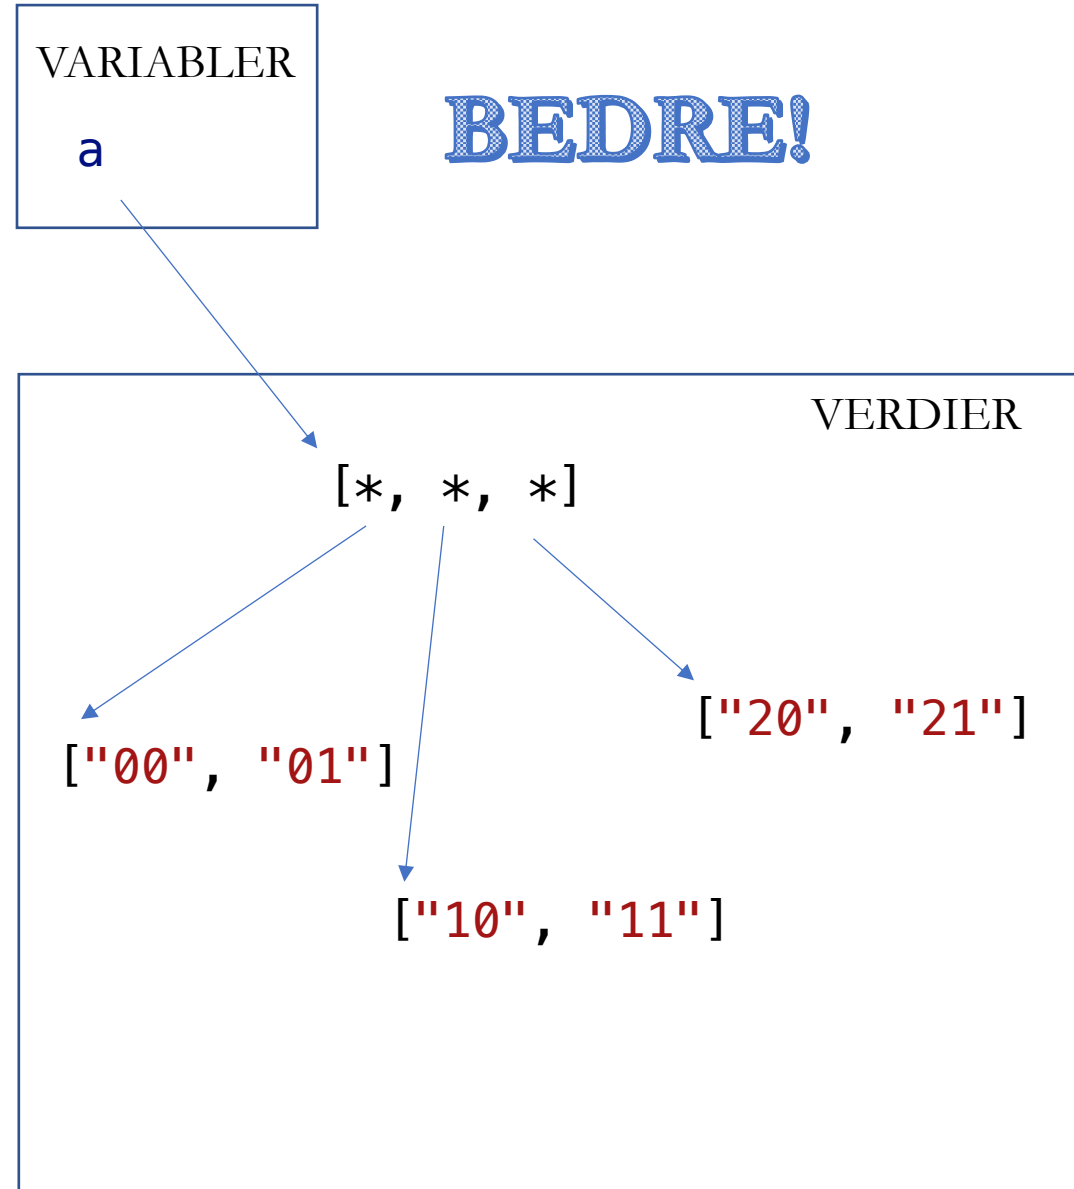 VARIABLER
a
BEDRE!
VERDIER
[*, *, *]
["00", "01"]
["20", "21"]
["10", "11"]